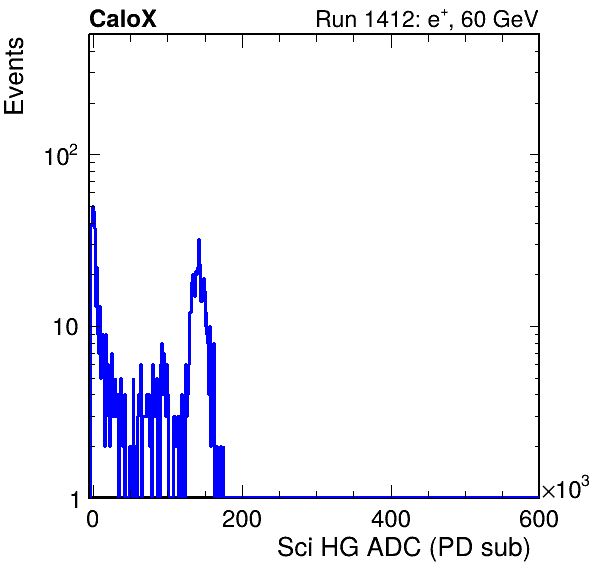 CaloX Run 1412: e⁺, 60 GeV
Events
10²
10
1
0 200 400 600
×10³
Sci HG ADC (PD sub)